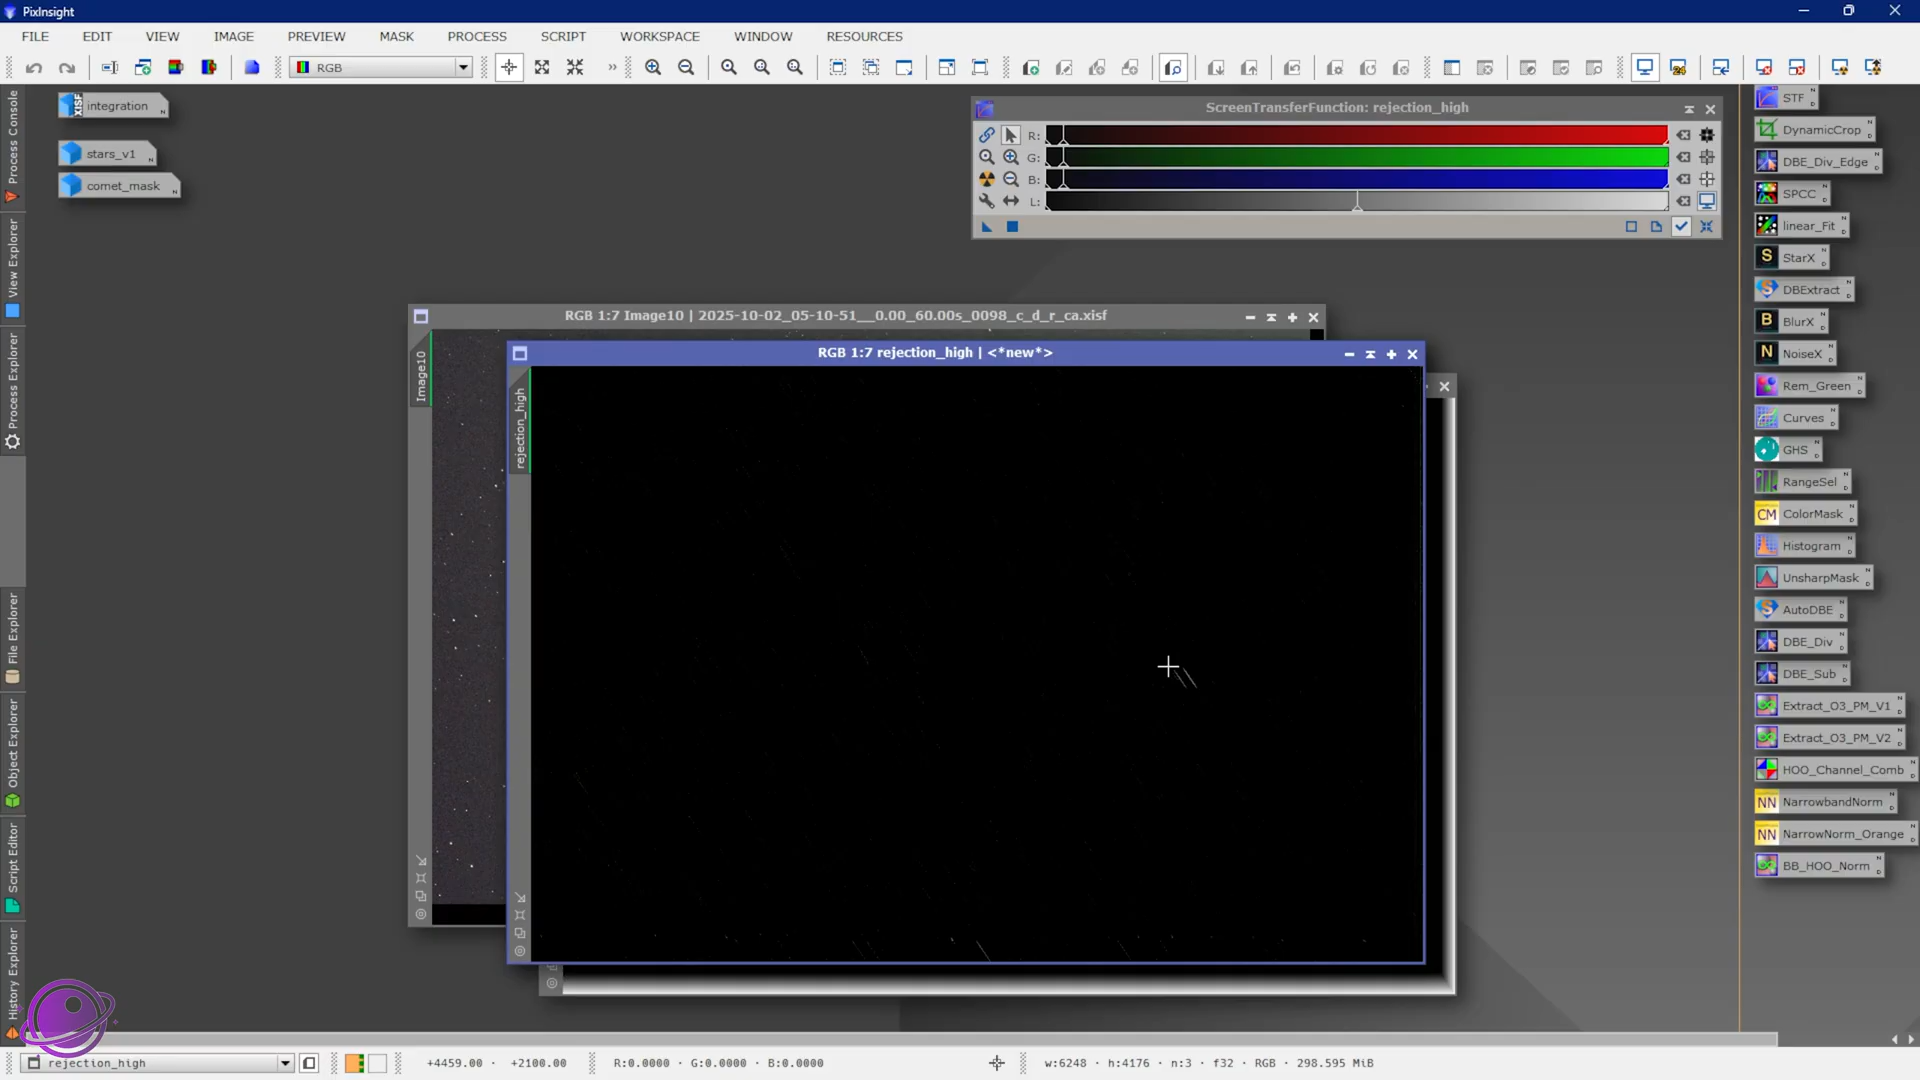 PixInsight
FILE EDIT VIEW IMAGE PREVIEW MASK PROCESS SCRIPT WORKSPACE WINDOW RESOURCES
RGB
Process Console
View Explorer
Process Explorer
File Explorer
Object Explorer
Script Editor
History Explorer
XISF integration
stars_v1
comet_mask
ScreenTransferFunction: rejection_high
R:
G:
B:
L:
RGB 1:7 Image10 | 2025-10-02_05-10-51__0.00_60.00s_0098_c_d_r_ca.xisf
Image10
RGB 1:7 rejection_high | <*new*>
rejection_high
STF
DynamicCrop
DBE_Div_Edge
SPCC
linear_Fit
StarX
DBExtract
BlurX
NoiseX
Rem_Green
Curves
GHS
RangeSel
CM ColorMask
Histogram
UnsharpMask
AutoDBE
DBE_Div
DBE_Sub
Extract_O3_PM_V1
Extract_O3_PM_V2
HOO_Channel_Comb
NN NarrowbandNorm
NN NarrowNorm_Orange
BB_HOO_Norm
rejection_high
+4459.00 · +2100.00
R:0.0000 · G:0.0000 · B:0.0000
w:6248 · h:4176 · n:3 · f32 · RGB · 298.595 MiB